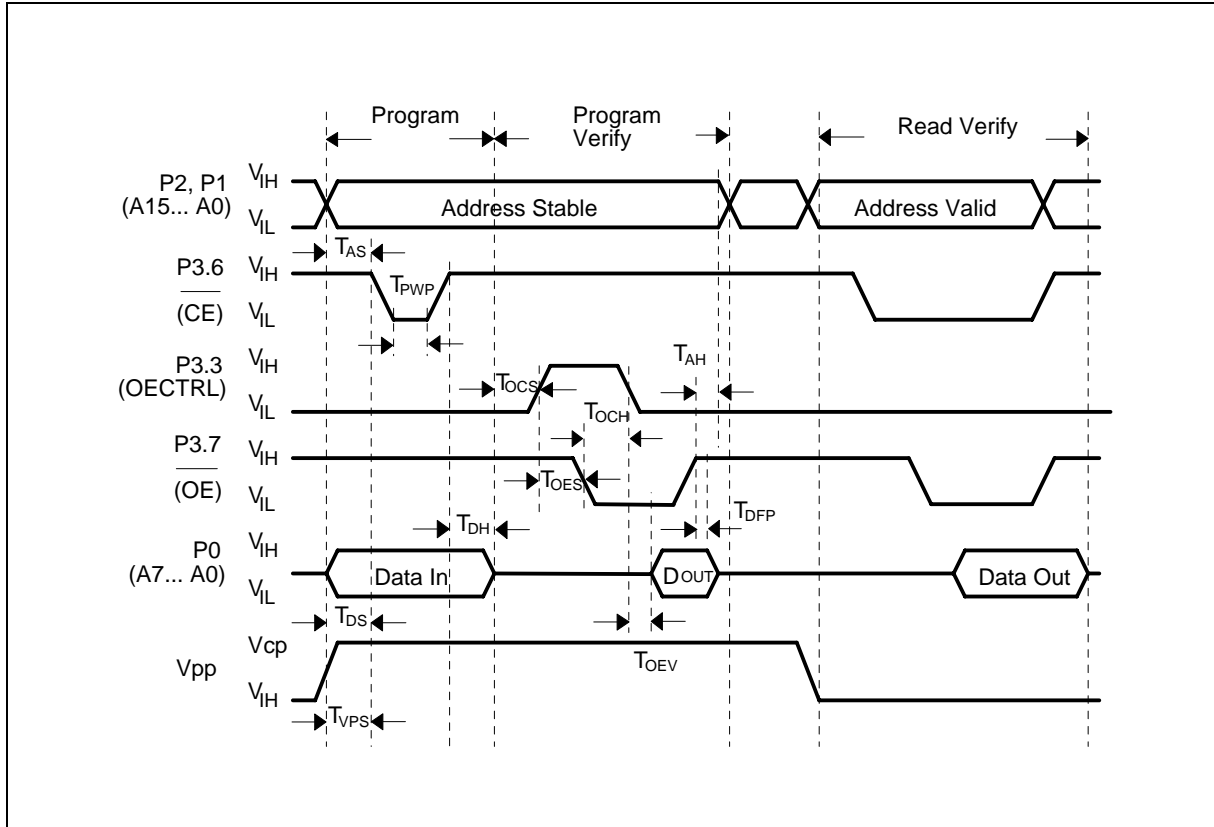 Program
Program
Verify
Read Verify
P2, P1
(A15... A0)
VIH
VIL
Address Stable
Address Valid
TAS
P3.6
(CE)
VIH
VIL
TPWP
P3.3
(OECTRL)
VIH
VIL
TOCS
TAH
TOCH
P3.7
(OE)
VIH
VIL
TOES
TDFP
TDH
P0
(A7... A0)
VIH
VIL
Data In
DOUT
Data Out
TDS
Vpp
Vcp
VIH
TOEV
TVPS